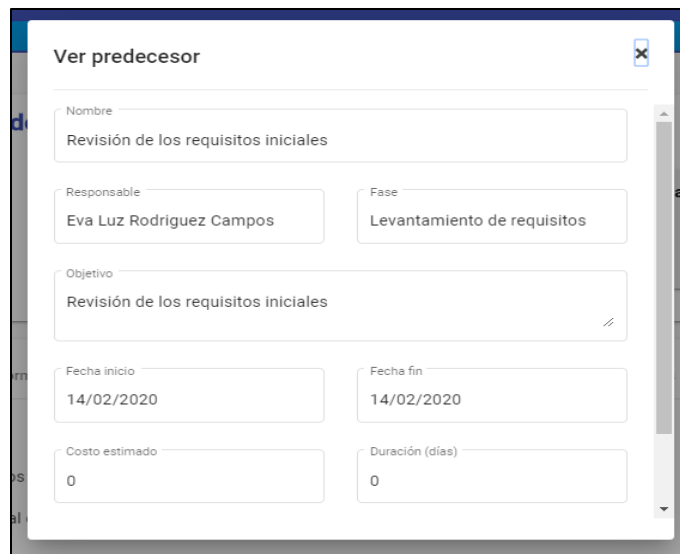 Ver predecesor
Nombre
Revisión de los requisitos iniciales
Responsable
Fase
Eva Luz Rodriguez Campos
Levantamiento de requisitos
Objetivo
Revisión de los requisitos iniciales
Fecha inicio
Fecha fin
14/02/2020
14/02/2020
Costo estimado
Duración (días)
0
0